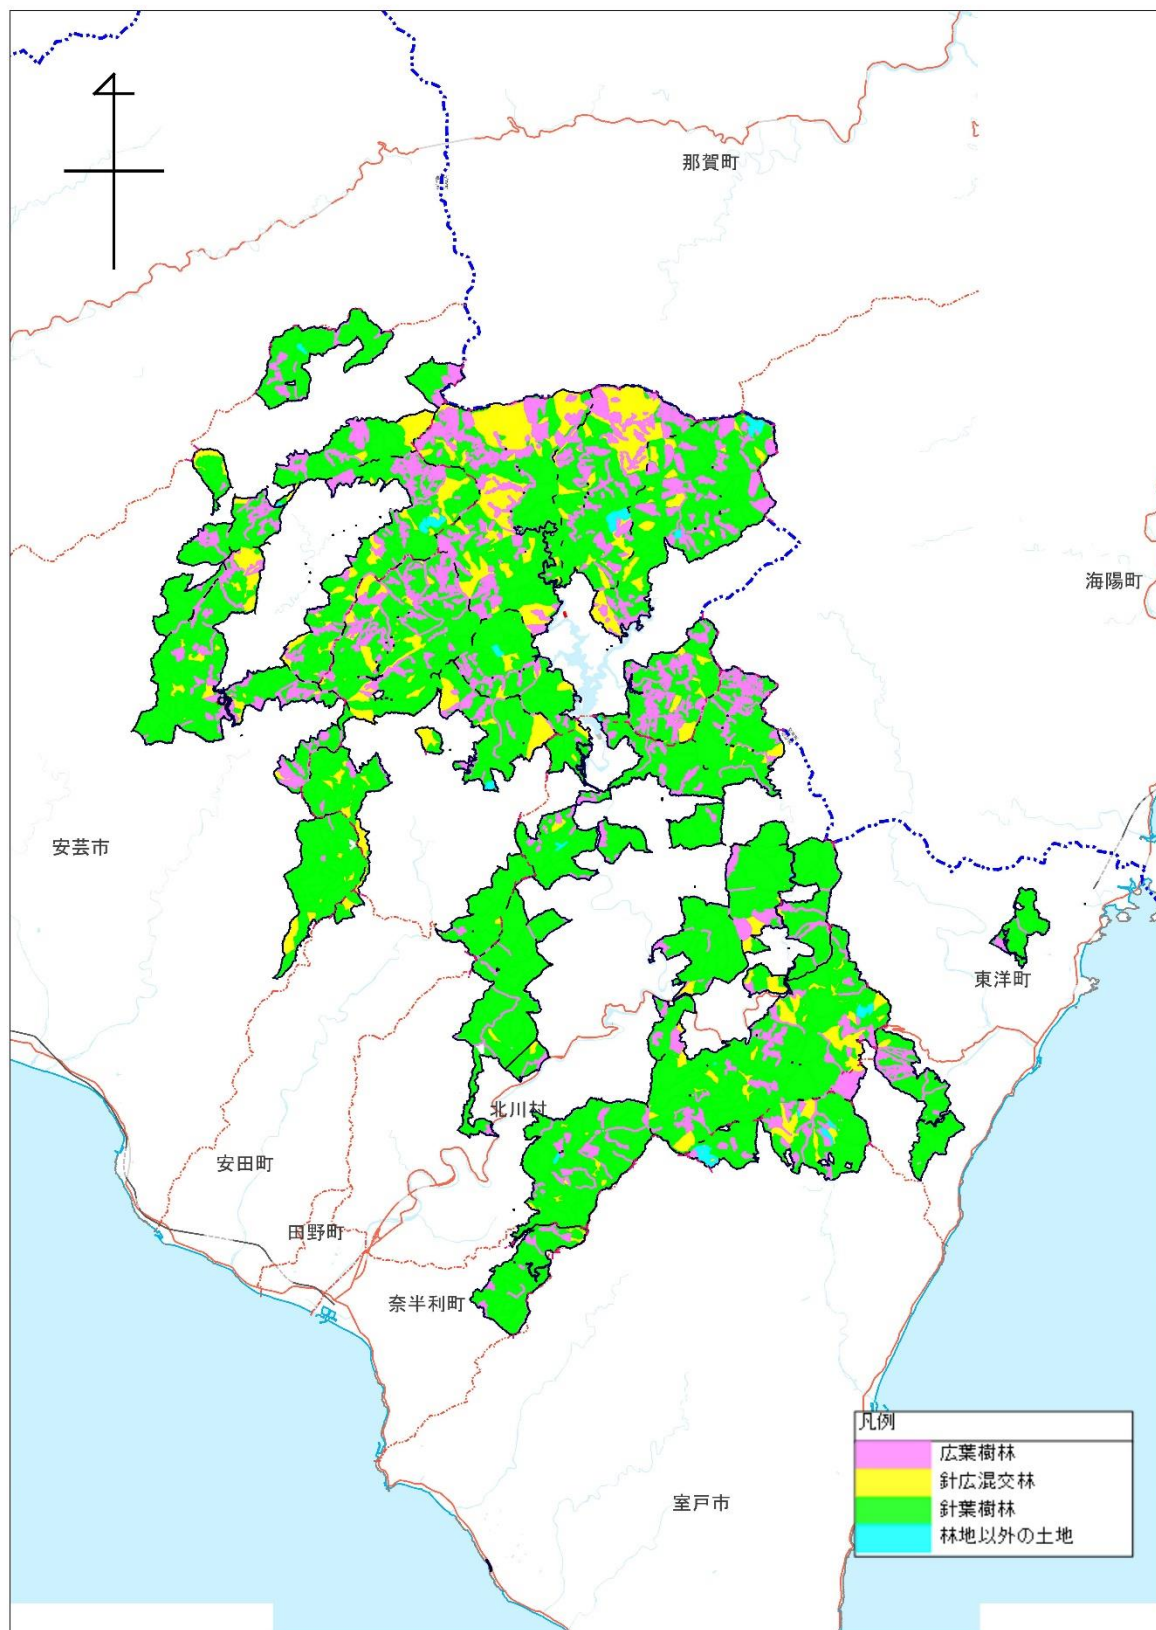 那賀町
海陽町
安芸市
東洋町
北川村
安田町
田野町
奈半利町
凡例
広葉樹林
針広混交林
針葉樹林
林地以外の土地
室戸市